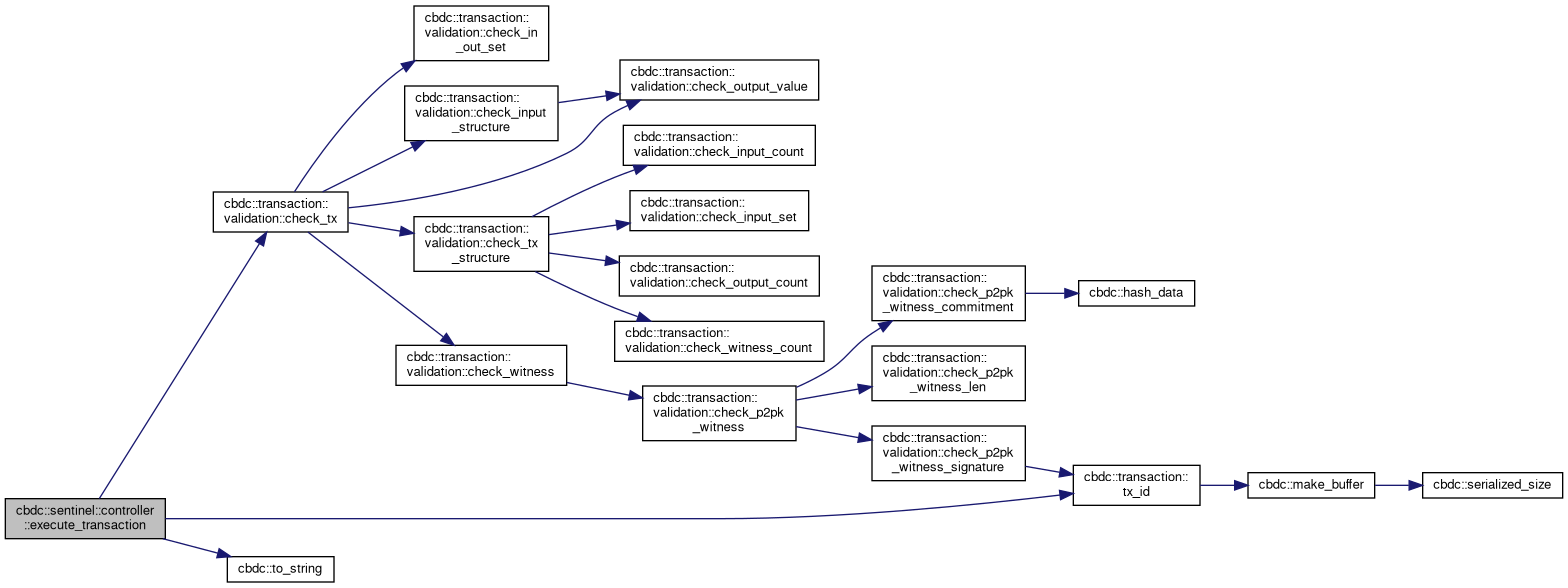 cbdc::transaction::
validation::check_in
_out_set
cbdc::transaction::
validation::check_output_value
cbdc::transaction::
validation::check_input
_structure
cbdc::transaction::
validation::check_input_count
cbdc::transaction::
validation::check_tx
cbdc::transaction::
validation::check_input_set
cbdc::transaction::
validation::check_tx
_structure
cbdc::transaction::
validation::check_output_count
cbdc::transaction::
validation::check_p2pk
_witness_commitment
cbdc::hash_data
cbdc::transaction::
validation::check_witness_count
cbdc::transaction::
validation::check_witness
cbdc::transaction::
validation::check_p2pk
_witness_len
cbdc::transaction::
validation::check_p2pk
_witness
cbdc::transaction::
validation::check_p2pk
_witness_signature
cbdc::transaction::
tx_id
cbdc::make_buffer
cbdc::serialized_size
cbdc::sentinel::controller
::execute_transaction
cbdc::to_string